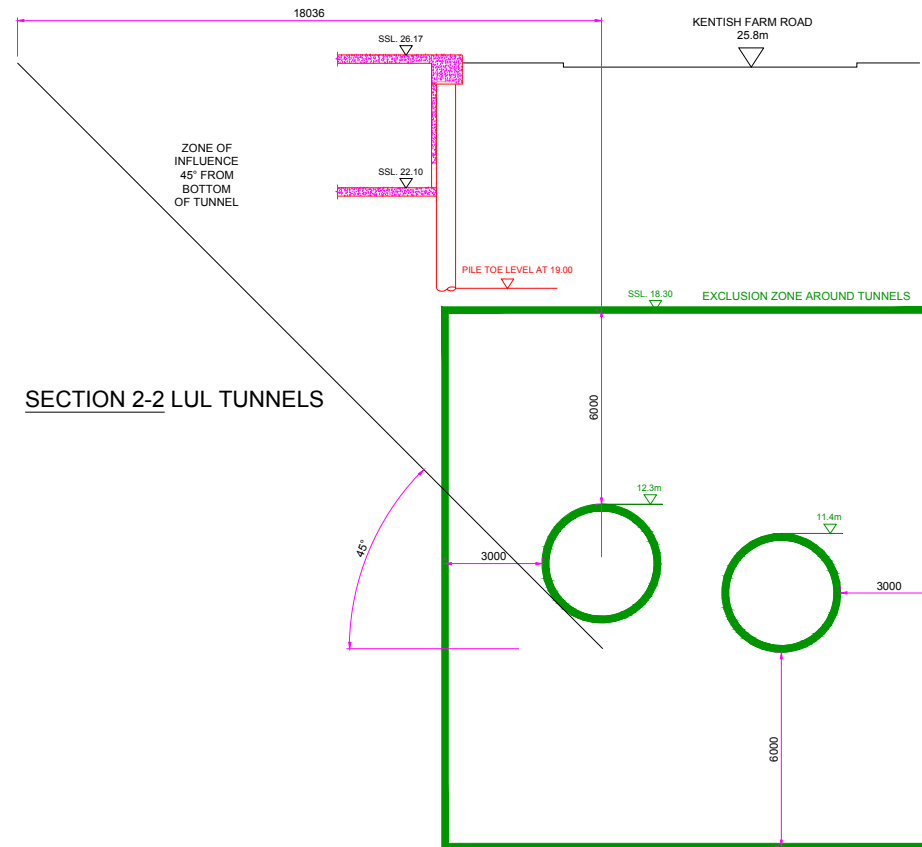 18036
KENTISH FARM ROAD
25.8m
SSL. 26.17
ZONE OF
INFLUENCE
45° FROM
BOTTOM
OF TUNNEL
SSL. 22.10
PILE TOE LEVEL AT 19.00
SSL. 18.30
EXCLUSION ZONE AROUND TUNNELS
SECTION 2-2 LUL TUNNELS
6000
12.3m
11.4m
45°
3000
3000
6000